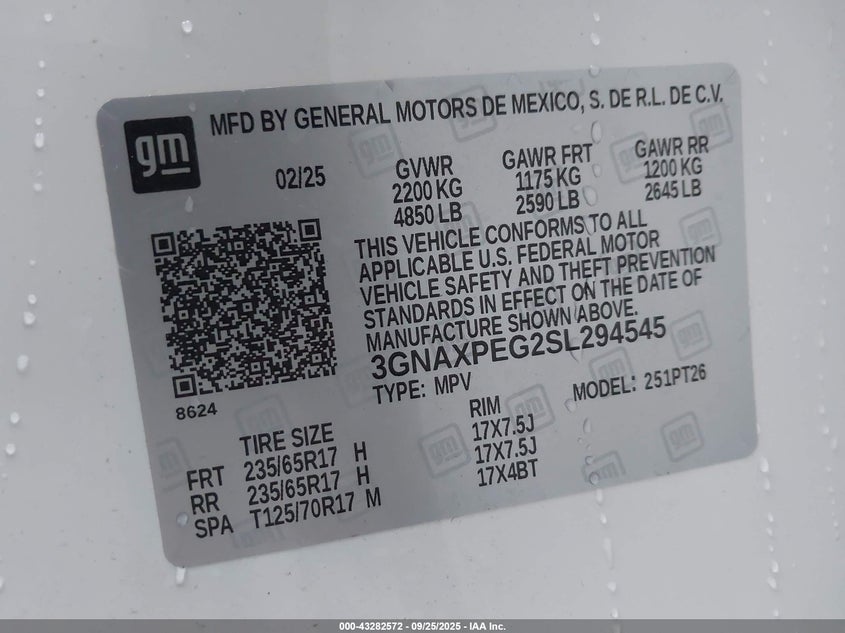 gm
MFD BY GENERAL MOTORS DE MEXICO, S. DE R.L. DE C.V.
02/25
GVWR GAWR FRT GAWR RR
2200 KG 1175 KG 1200 KG
4850 LB 2590 LB 2645 LB
THIS VEHICLE CONFORMS TO ALL
APPLICABLE U.S. FEDERAL MOTOR
VEHICLE SAFETY AND THEFT PREVENTION
STANDARDS IN EFFECT ON THE DATE OF
MANUFACTURE SHOWN ABOVE.
3GNAXPEG2SL294545
TYPE: MPV MODEL: 251PT26
8624
TIRE SIZE RIM
FRT 235/65R17 H 17X7.5J
RR 235/65R17 H 17X7.5J
SPA T125/70R17 M 17X4BT
000-43282572 - 09/25/2025 - IAA Inc.